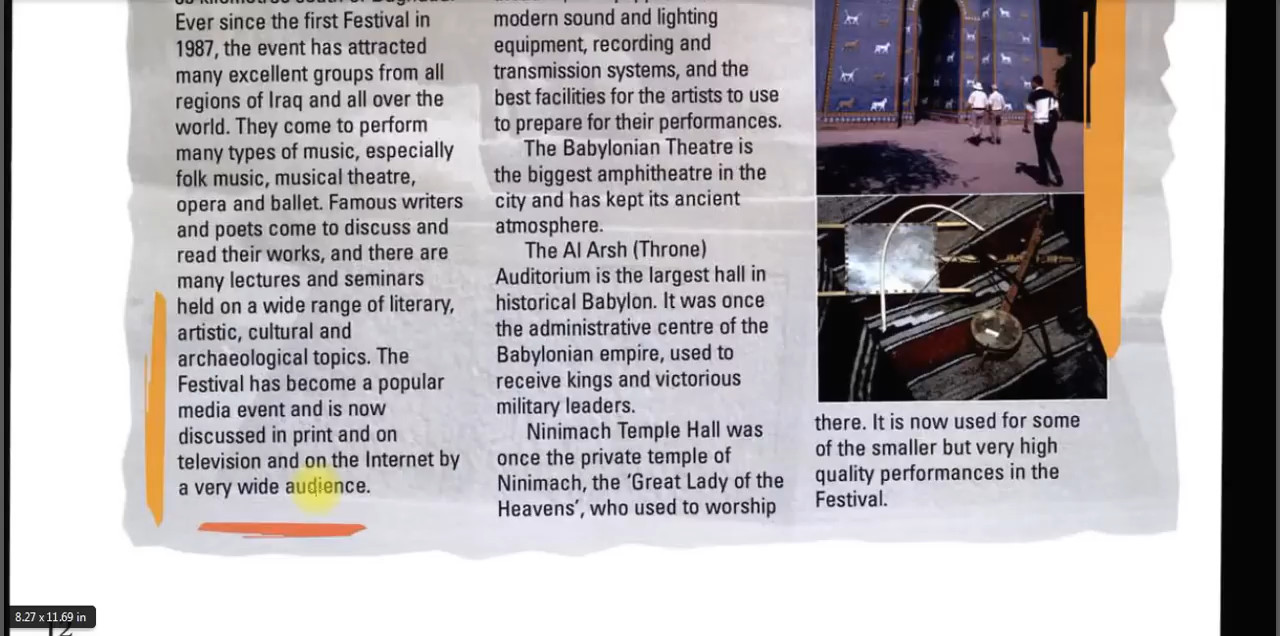 Ever since the first Festival in
1987, the event has attracted
many excellent groups from all
regions of Iraq and all over the
world. They come to perform
many types of music, especially
folk music, musical theatre,
opera and ballet. Famous writers
and poets come to discuss and
read their works, and there are
many lectures and seminars
held on a wide range of literary,
artistic, cultural and
archaeological topics. The
Festival has become a popular
media event and is now
discussed in print and on
television and on the Internet by
a very wide audience.
modern sound and lighting
equipment, recording and
transmission systems, and the
best facilities for the artists to use
to prepare for their performances.
The Babylonian Theatre is
the biggest amphitheatre in the
city and has kept its ancient
atmosphere.
The Al Arsh (Throne)
Auditorium is the largest hall in
historical Babylon. It was once
the administrative centre of the
Babylonian empire, used to
receive kings and victorious
military leaders.
Ninimach Temple Hall was
once the private temple of
Ninimach, the 'Great Lady of the
Heavens', who used to worship
there. It is now used for some
of the smaller but very high
quality performances in the
Festival.
8.27 x 11.69 in
12